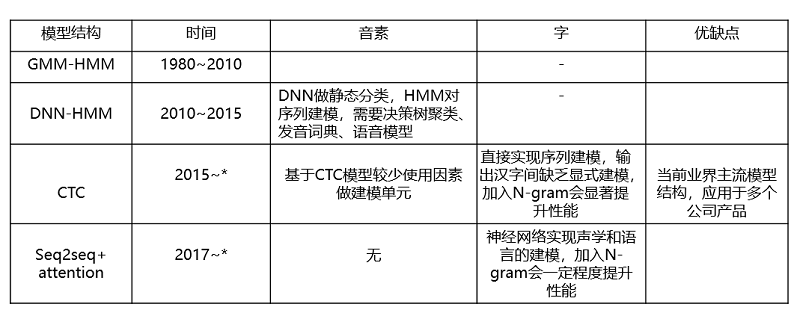 模型结构 时间 音素 字 优缺点
GMM-HMM 1980~2010 -
DNN-HMM 2010~2015 DNN做静态分类，HMM对序列建模，需要决策树聚类、发音词典、语音模型 -
CTC 2015~* 基于CTC模型较少使用因素做建模单元 直接实现序列建模，输出汉字间缺乏显式建模，加入N-gram会显著提升性能 当前业界主流模型结构，应用于多个公司产品
Seq2seq+attention 2017~* 无 神经网络实现声学和语言的建模，加入N-gram会一定程度提升性能